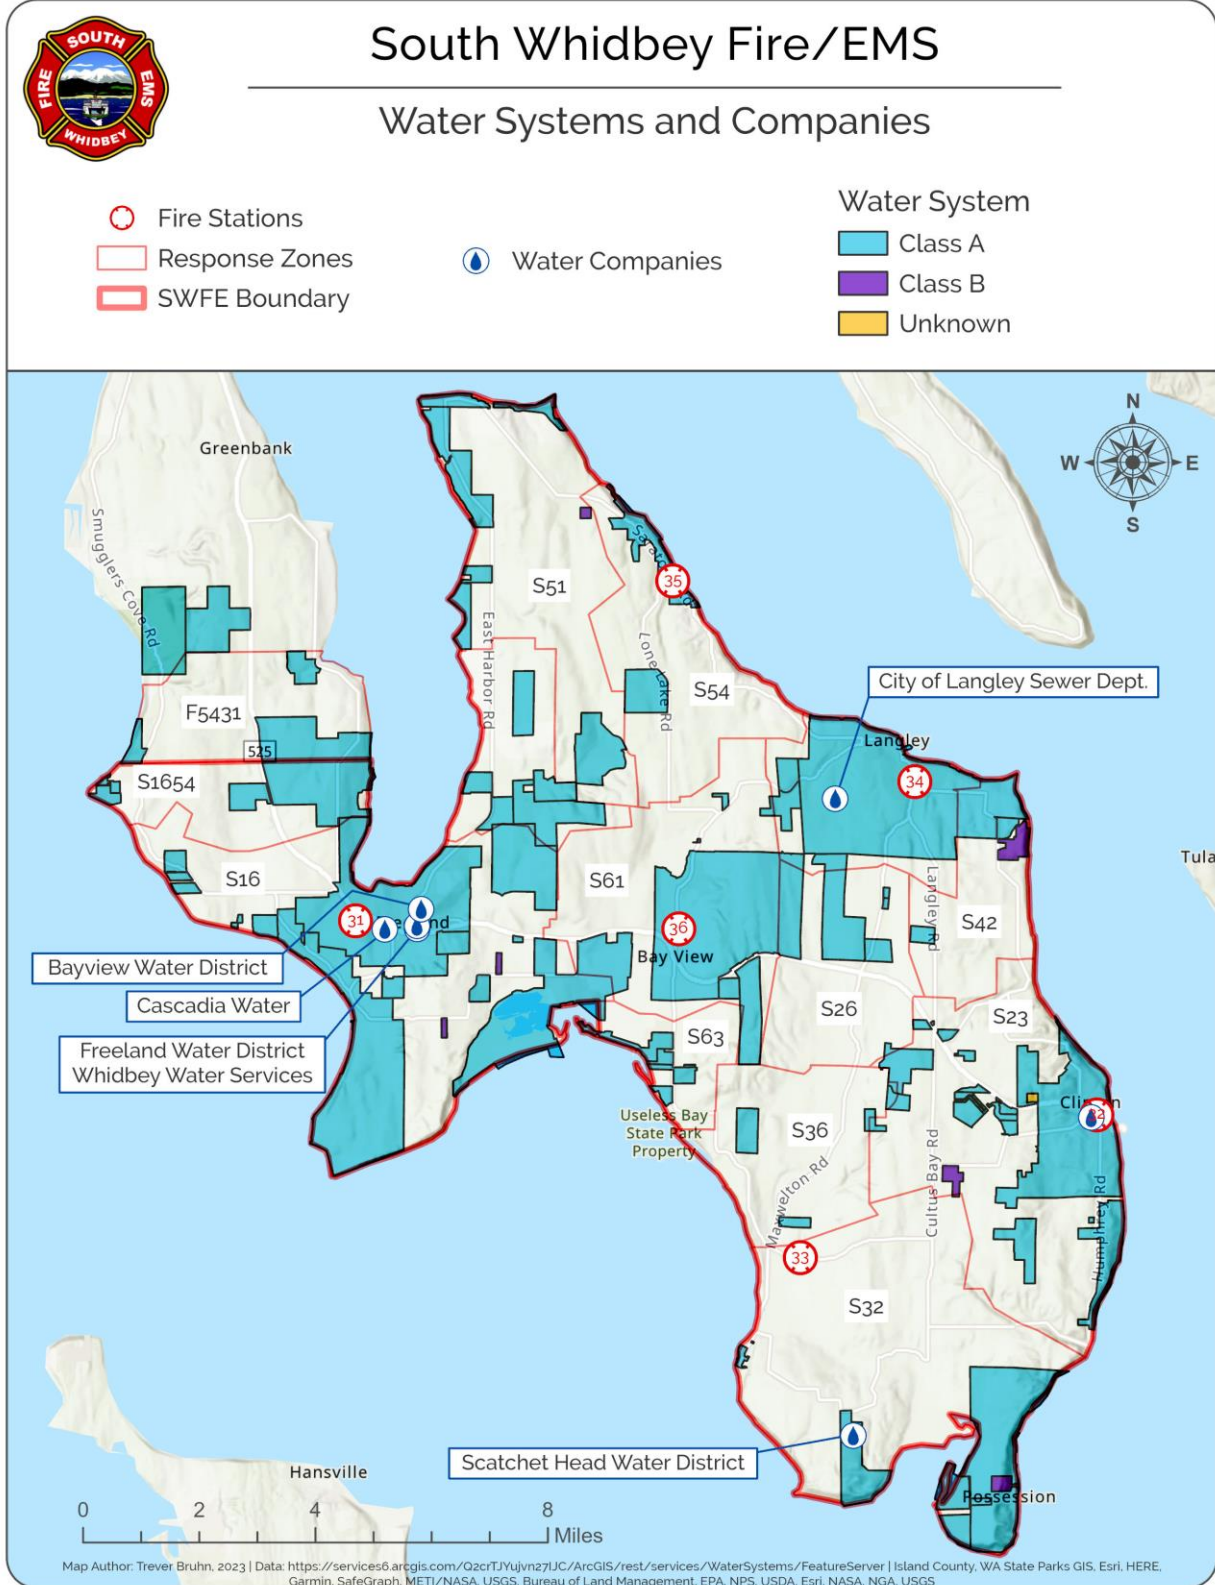 South Whidbey Fire/EMS
SOUTH
FIRE
EMS
WHIDBEY
Water Systems and Companies
Water System
Fire Stations
Class A
Response Zones
Water Companies
Class B
SWFE Boundary
Unknown
N
W
E
S
Greenbank
Smugglers Cove Rd
S51
35
East Harbor Rd
Lone Lake Rd
S54
City of Langley Sewer Dept.
F5431
525
Langley
S1654
34
Tula
S16
S61
Langley Rd
31
36
S42
Bay View
Bayview Water District
Cascadia Water
S26
S23
Freeland Water District
Whidbey Water Services
S63
Useless Bay
State Park
Property
S36
32
Maxwelton Rd
Cultus Bay Rd
Humphrey Rd
33
S32
Scatchet Head Water District
Hansville
Possession
0 2 4 8
Miles
Map Author: Trever Bruhn, 2023 | Data: https://services6.arcgis.com/Q2crTJYujvn27IJC/ArcGIS/rest/services/WaterSystems/FeatureServer | Island County, WA State Parks GIS, Esri, HERE,
Garmin, SafeGraph, METI/NASA, USGS, Bureau of Land Management, EPA, NPS, USDA, Esri, NASA, NGA, USGS